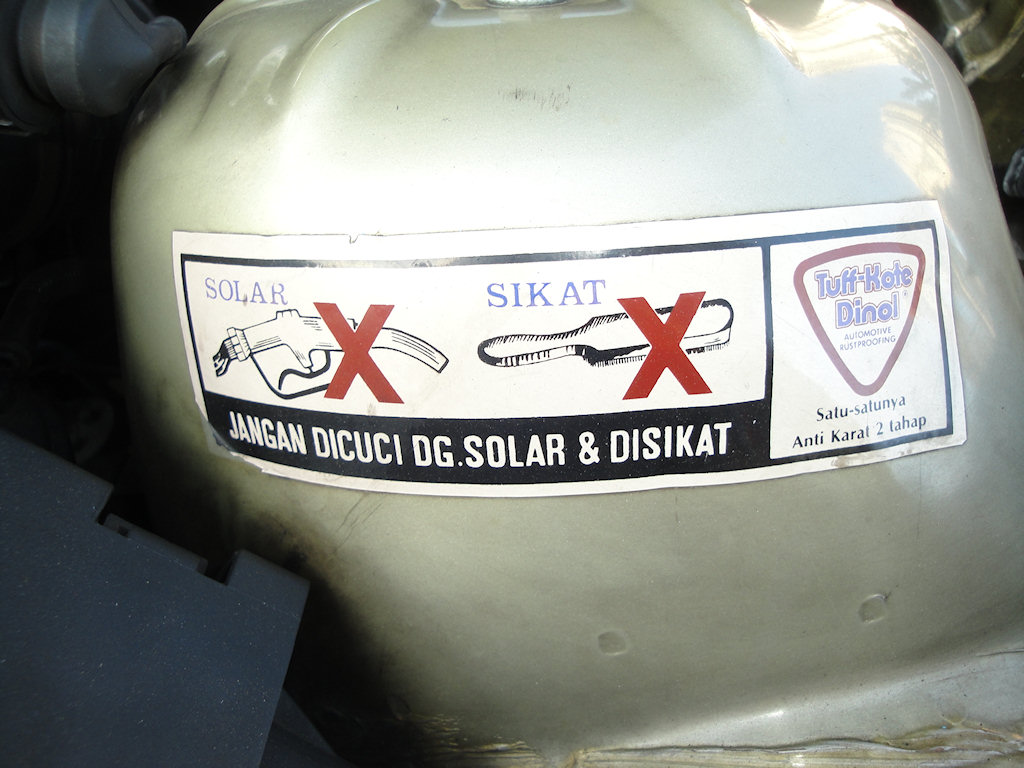 SOLAR
SIKAT
JANGAN DICUCI DG.SOLAR & DISIKAT
Tuff-Kote
Dinol
AUTOMOTIVE
RUSTPROOFING
Satu-satunya
Anti Karat 2 tahap